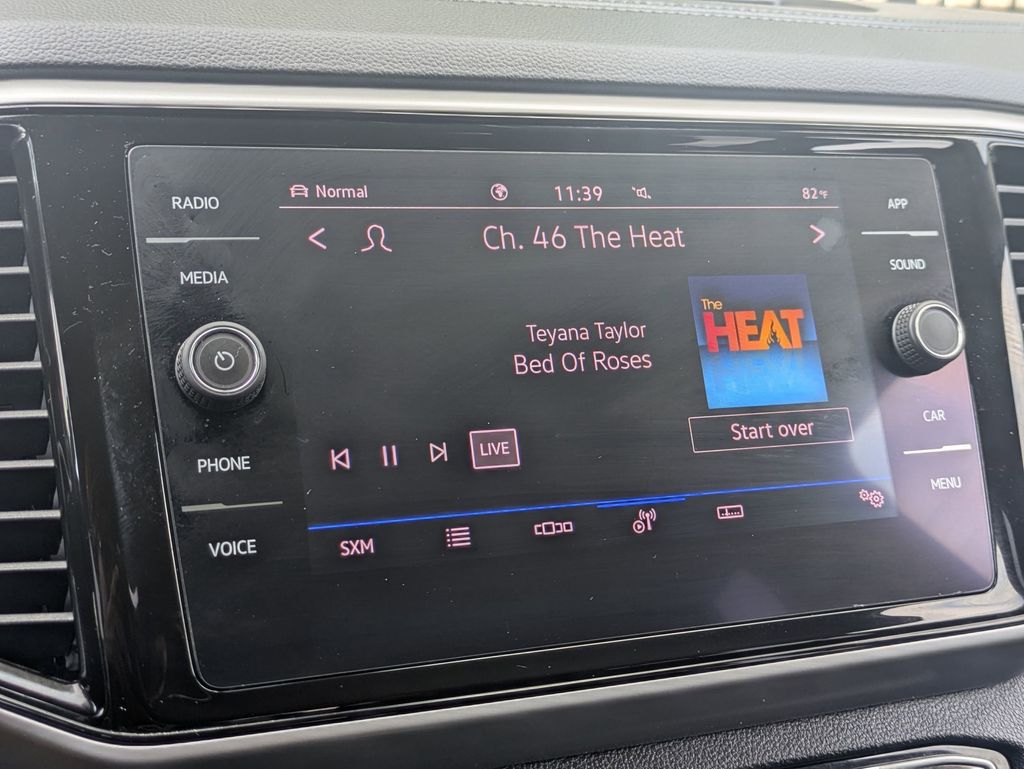 RADIO
MEDIA
PHONE
VOICE
Normal
11:39
82°F
Ch. 46 The Heat
Teyana Taylor
Bed Of Roses
The
HEAT
Start over
LIVE
SXM
APP
SOUND
CAR
MENU